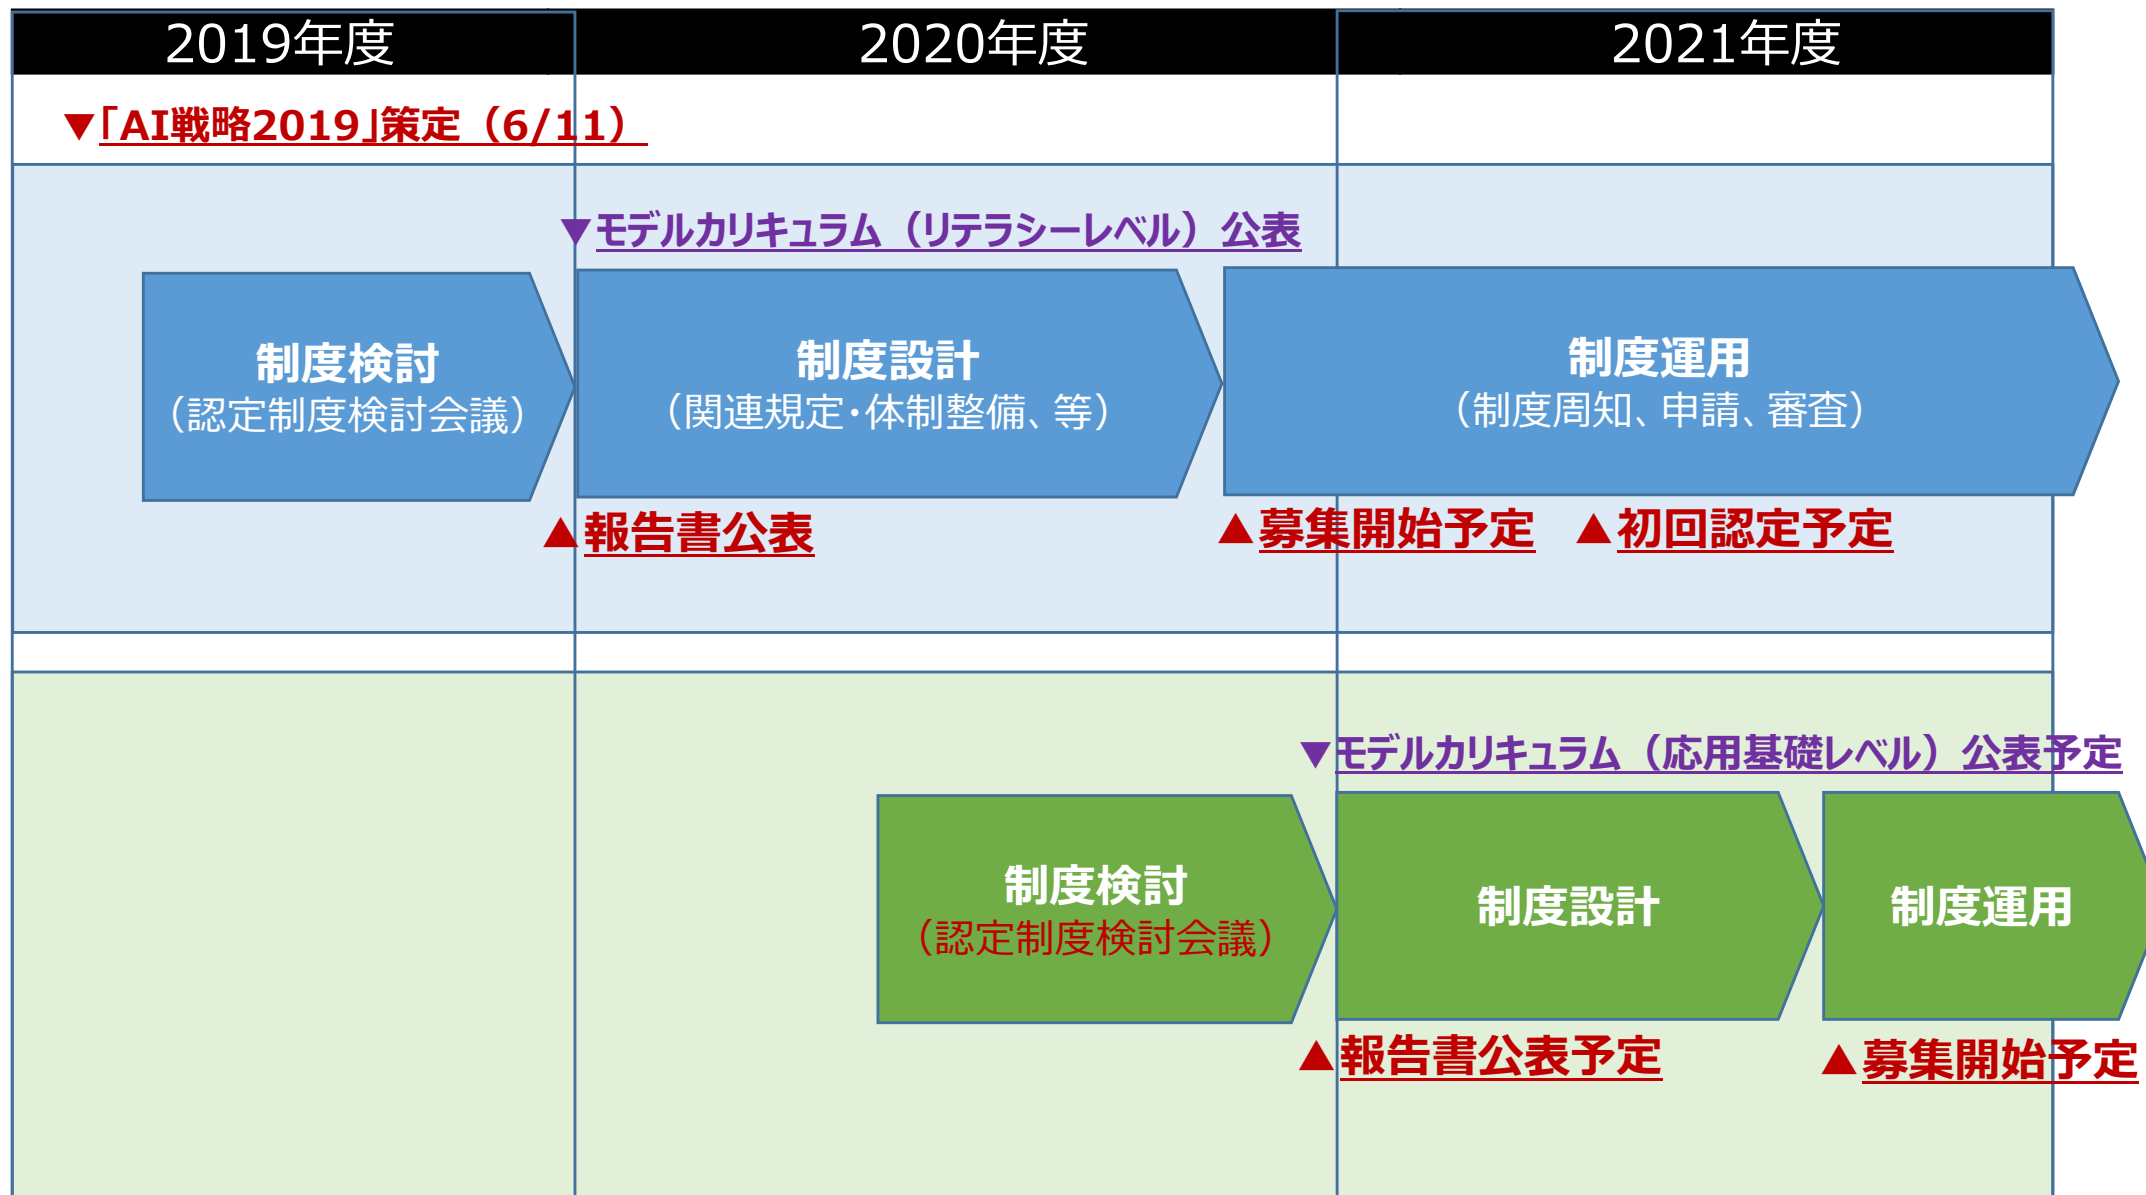 2019年度
2020年度
2021年度
▼「AI戦略2019」策定（6/11）
▼モデルカリキュラム（リテラシーレベル）公表
制度検討
（認定制度検討会議）
制度設計
（関連規定・体制整備、等）
制度運用
（制度周知、申請、審査）
▲報告書公表
▲募集開始予定
▲初回認定予定
▼モデルカリキュラム（応用基礎レベル）公表予定
制度検討
（認定制度検討会議）
制度設計
制度運用
▲報告書公表予定
▲募集開始予定